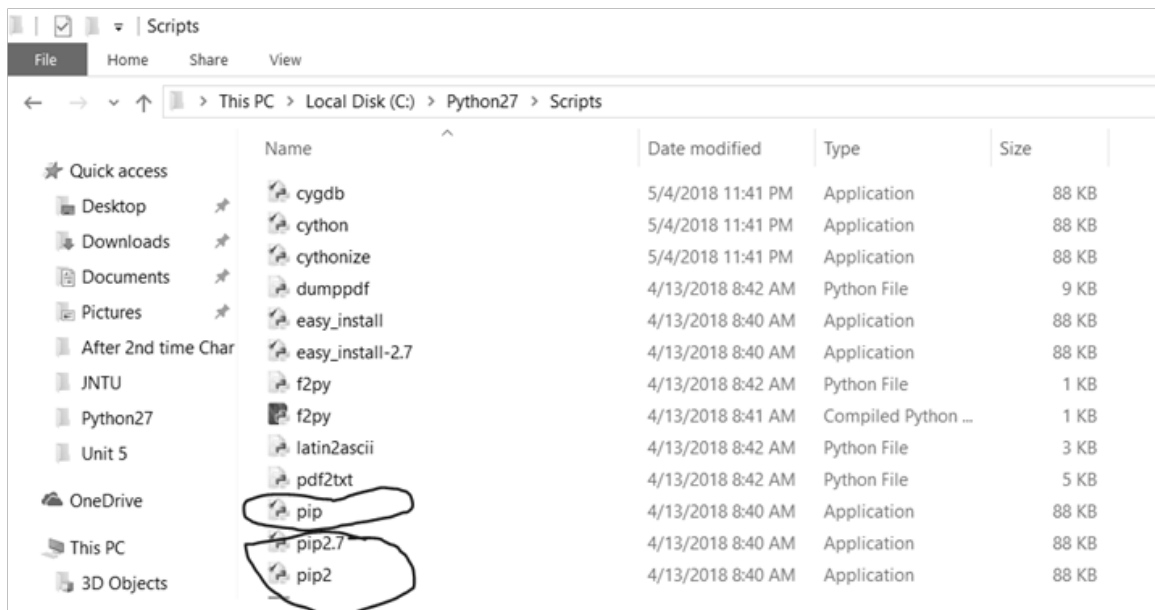 Scripts
File Home Share View
This PC > Local Disk (C:) > Python27 > Scripts
Name Date modified Type Size
Quick access
Desktop
Downloads
Documents
Pictures
After 2nd time Char
JNTU
Python27
Unit 5
OneDrive
This PC
3D Objects
cygdb 5/4/2018 11:41 PM Application 88 KB
cython 5/4/2018 11:41 PM Application 88 KB
cythonize 5/4/2018 11:41 PM Application 88 KB
dumppdf 4/13/2018 8:42 AM Python File 9 KB
easy_install 4/13/2018 8:40 AM Application 88 KB
easy_install-2.7 4/13/2018 8:40 AM Application 88 KB
f2py 4/13/2018 8:42 AM Python File 1 KB
f2py 4/13/2018 8:41 AM Compiled Python ... 1 KB
latin2ascii 4/13/2018 8:42 AM Python File 3 KB
pdf2txt 4/13/2018 8:42 AM Python File 5 KB
pip 4/13/2018 8:40 AM Application 88 KB
pip2.7 4/13/2018 8:40 AM Application 88 KB
pip2 4/13/2018 8:40 AM Application 88 KB